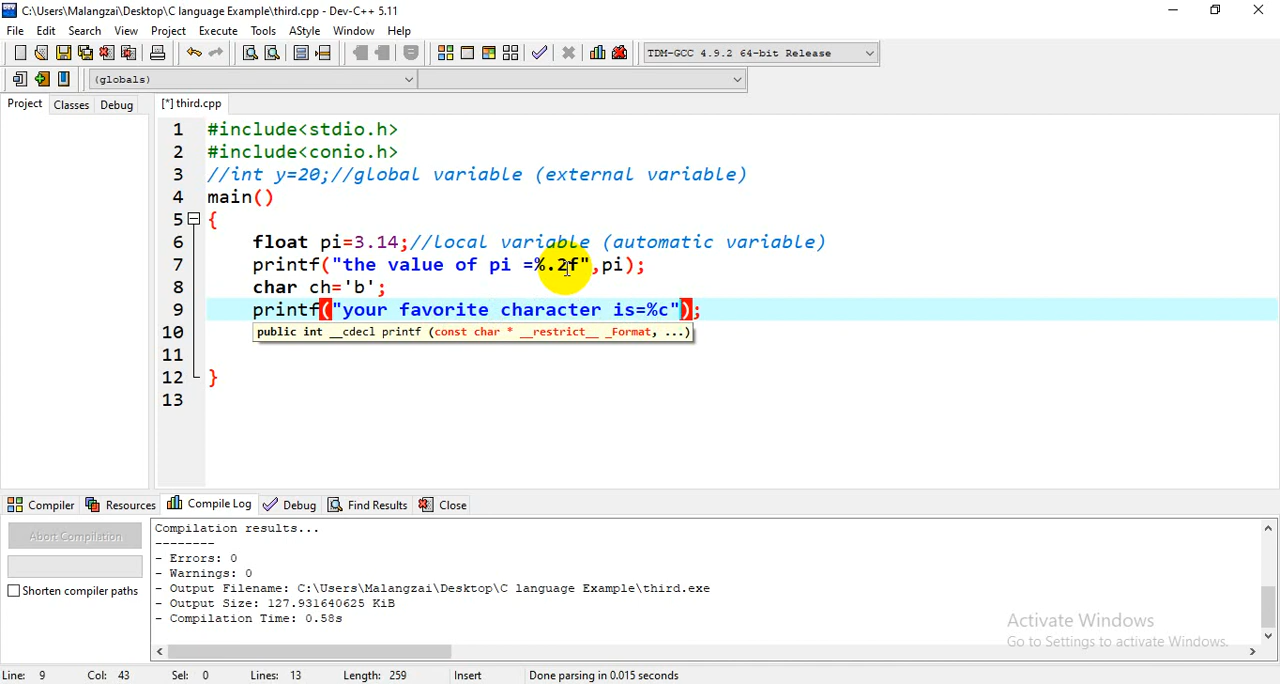 C:\Users\Malangzai\Desktop\C language Example\third.cpp - Dev-C++ 5.11
File Edit Search View Project Execute Tools AStyle Window Help
TDM-GCC 4.9.2 64-bit Release
(globals)
Project Classes Debug [*] third.cpp
1 #include<stdio.h>
2 #include<conio.h>
3 //int y=20;//global variable (external variable)
4 main()
5 {
6 float pi=3.14;//local variable (automatic variable)
7 printf("the value of pi =%.2f",pi);
8 char ch='b';
9 printf("your favorite character is=%c");
10 public int __cdecl printf (const char * __restrict__ _Format, ...)
11
12 }
13
Compiler Resources Compile Log Debug Find Results Close
Abort Compilation
Shorten compiler paths
Compilation results...
--------
- Errors: 0
- Warnings: 0
- Output Filename: C:\Users\Malangzai\Desktop\C language Example\third.exe
- Output Size: 127.931640625 KiB
- Compilation Time: 0.58s
Activate Windows
Go to Settings to activate Windows.
Line: 9 Col: 43 Sel: 0 Lines: 13 Length: 259 Insert Done parsing in 0.015 seconds